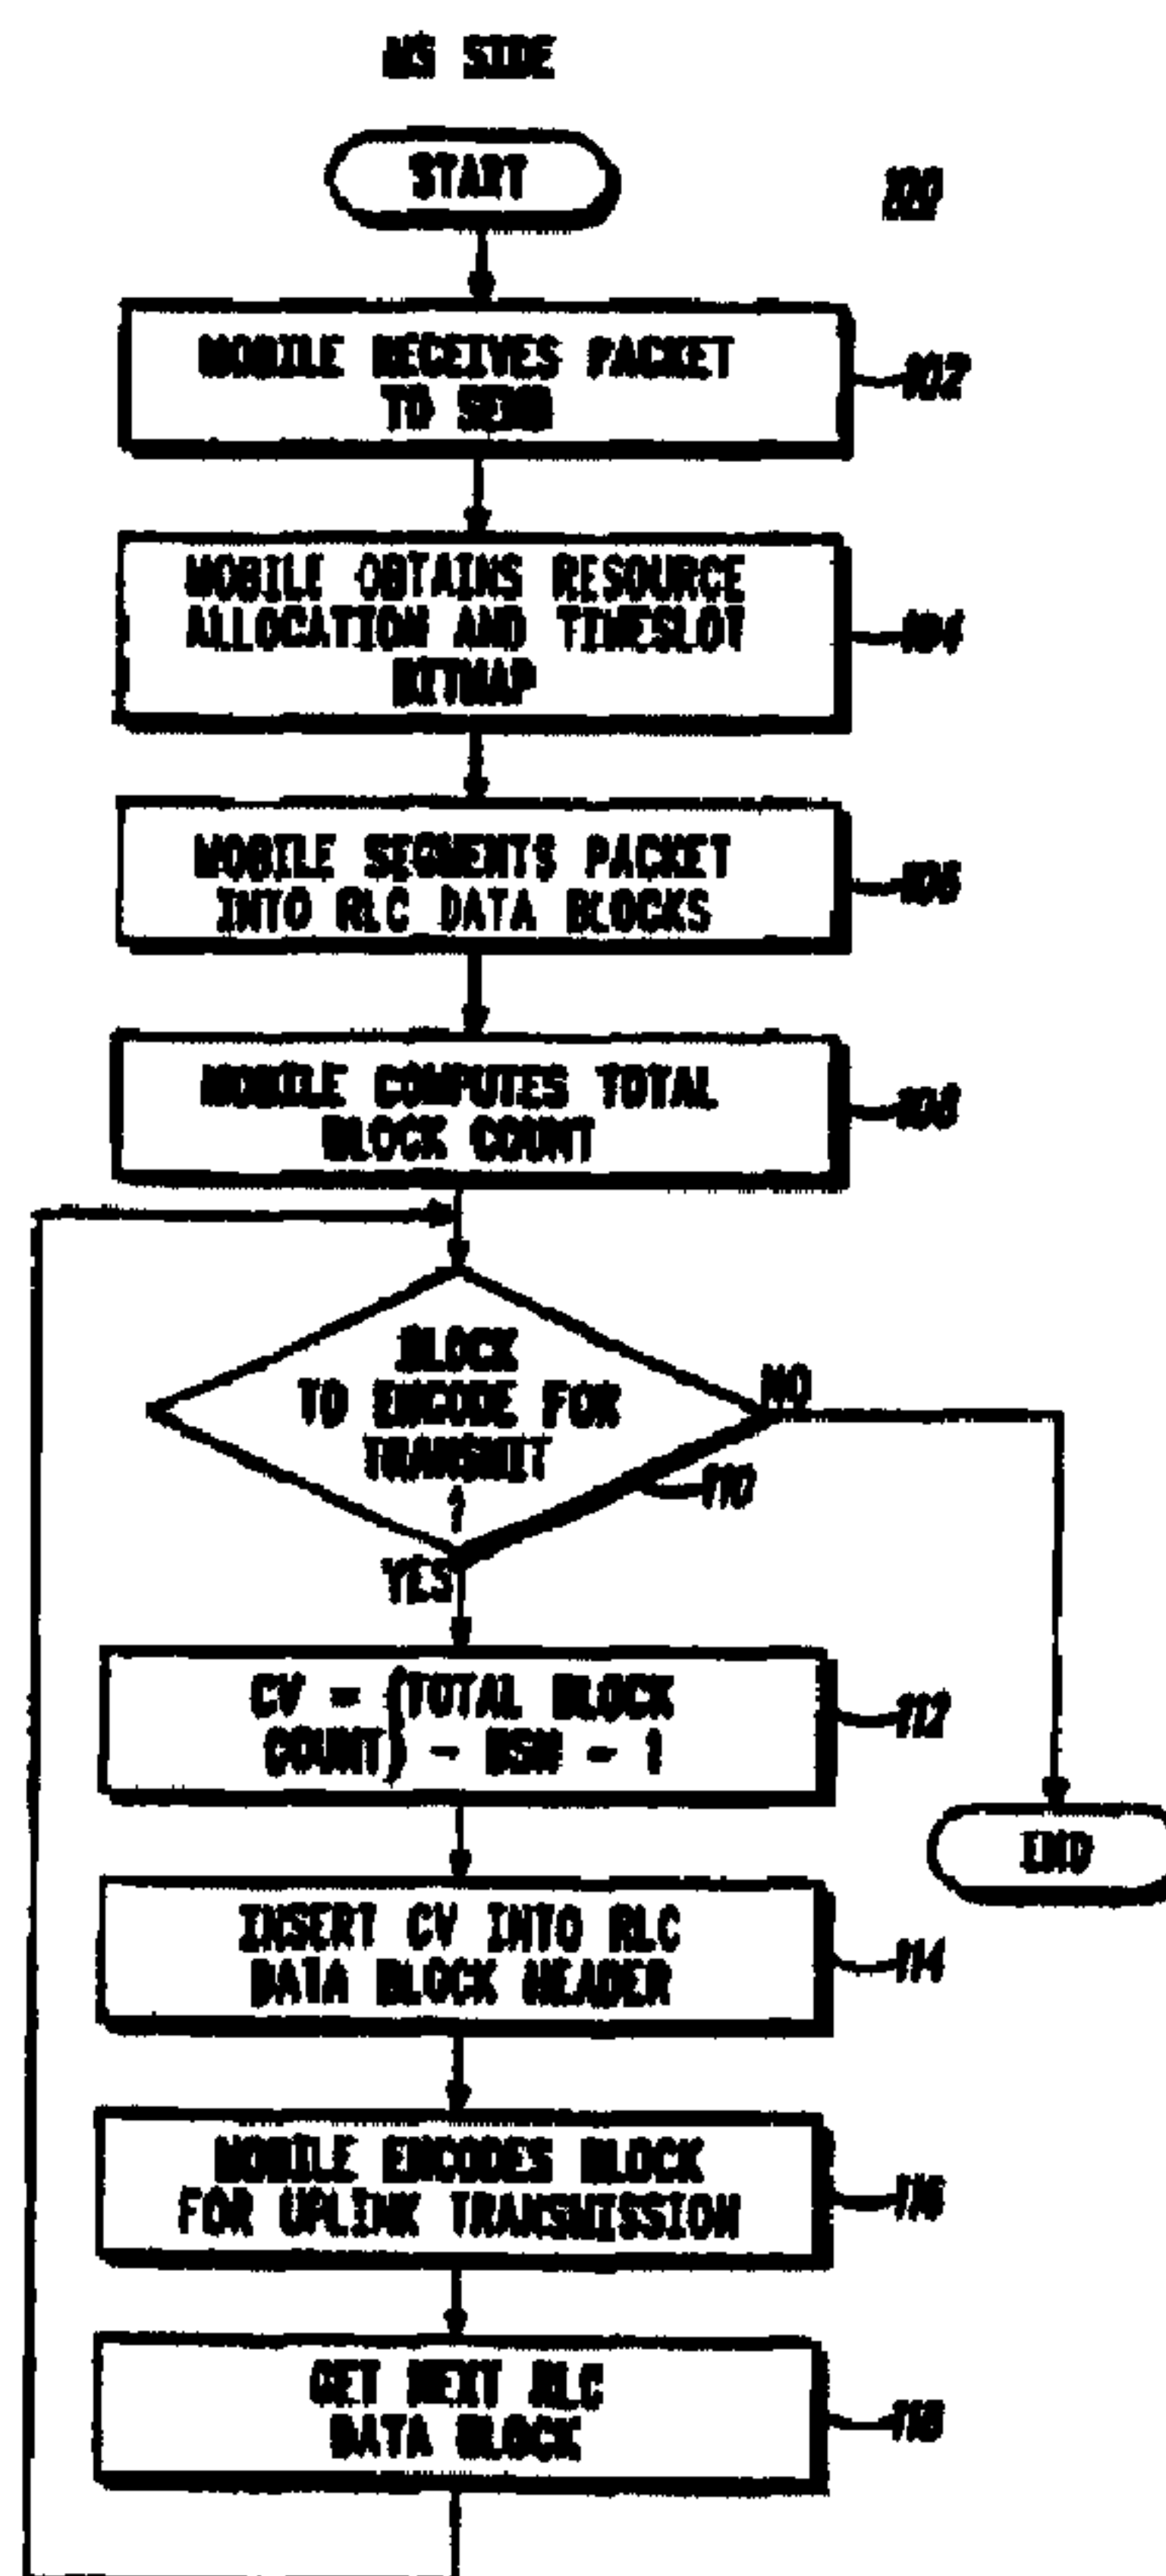 MS SIDE
START
100
MOBILE RECEIVES PACKET
TO SEND
102
MOBILE OBTAINS RESOURCE
ALLOCATION AND TIMESLOT
BITMAP
104
MOBILE SEGMENTS PACKET
INTO RLC DATA BLOCKS
106
MOBILE COMPUTES TOTAL
BLOCK COUNT
108
BLOCK
TO ENCODE FOR
TRANSMIT
?
NO
110
YES
CV = (TOTAL BLOCK
COUNT) - BSN - 1
112
END
INSERT CV INTO RLC
DATA BLOCK HEADER
114
MOBILE ENCODES BLOCK
FOR UPLINK TRANSMISSION
116
GET NEXT RLC
DATA BLOCK
118